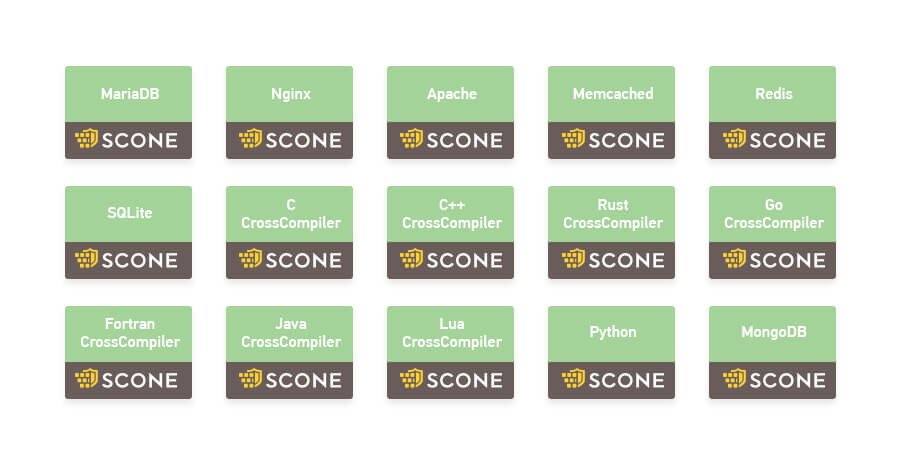 MariaDB
Nginx
Apache
Memcached
Redis
SCONE
SCONE
SCONE
SCONE
SCONE
SQLite
C
CrossCompiler
C++
CrossCompiler
Rust
CrossCompiler
Go
CrossCompiler
SCONE
SCONE
SCONE
SCONE
SCONE
Fortran
CrossCompiler
Java
CrossCompiler
Lua
CrossCompiler
Python
MongoDB
SCONE
SCONE
SCONE
SCONE
SCONE